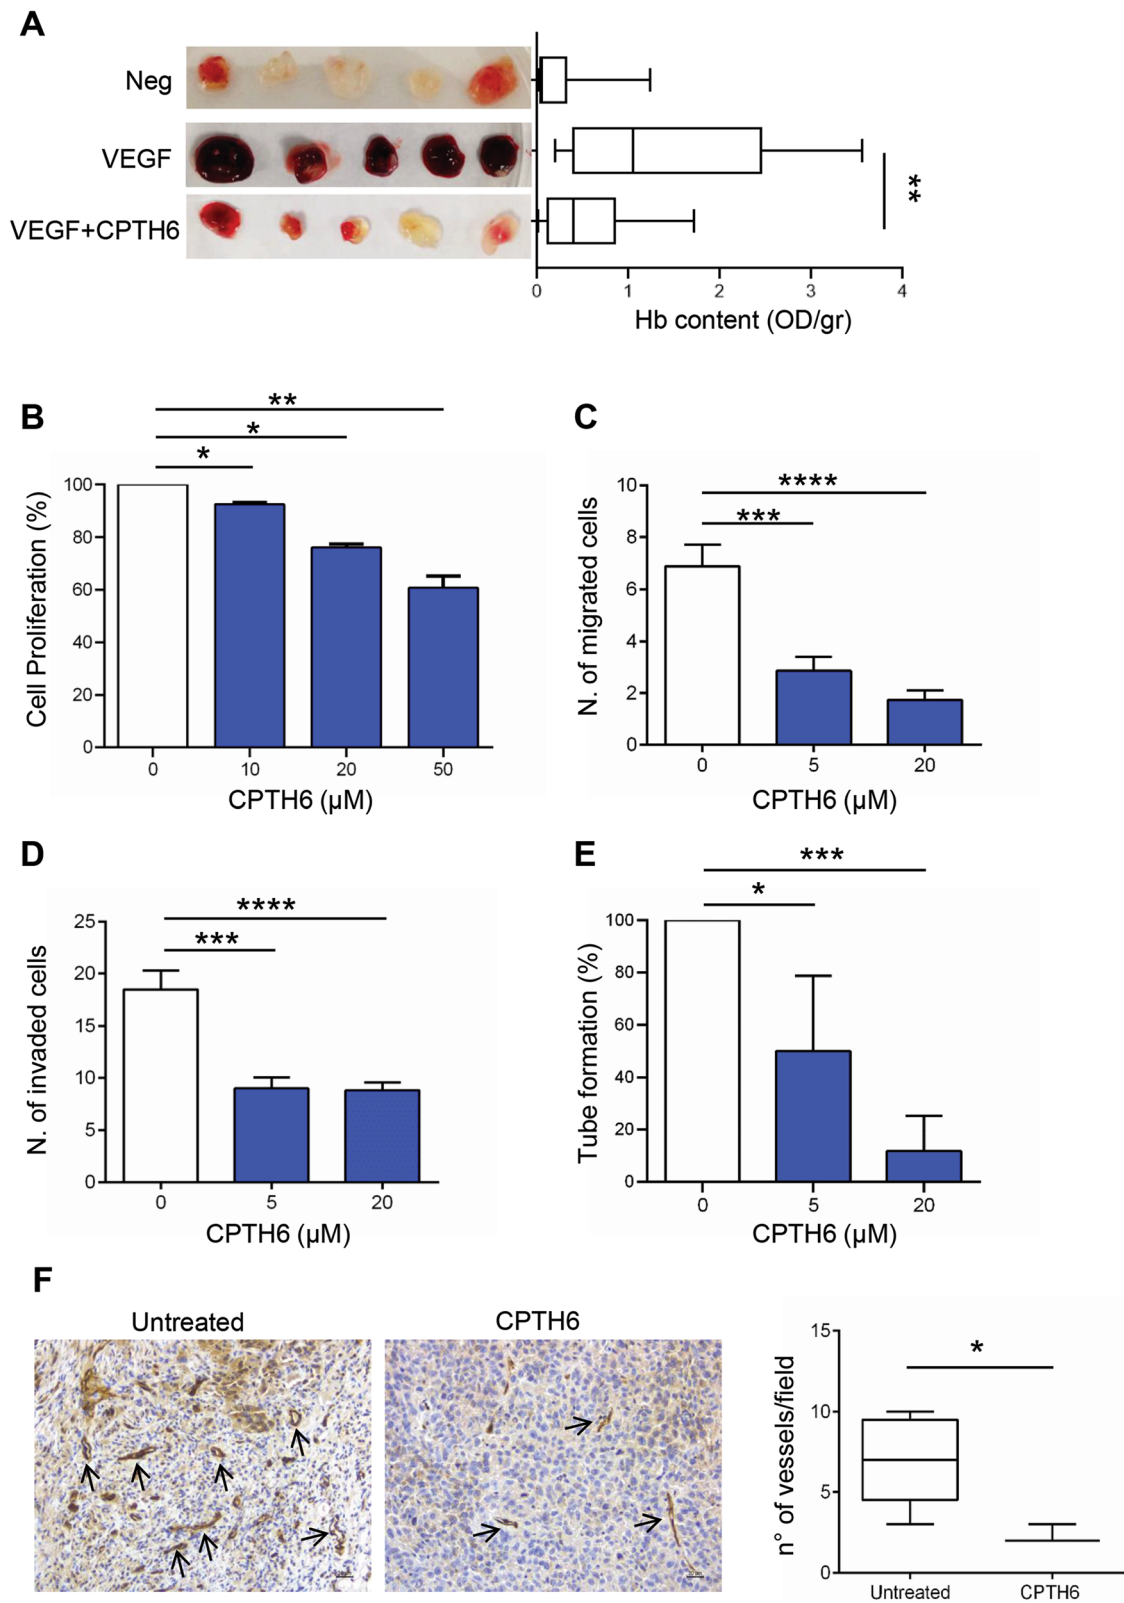 A
Neg
VEGF
VEGF+CPTH6
**
0 1 2 3 4
Hb content (OD/gr)
B
**
*
*
Cell Proliferation (%)
100
80
60
40
20
0
0 10 20 50
CPTH6 (µM)
C
****
***
N. of migrated cells
10
8
6
4
2
0
0 5 20
CPTH6 (µM)
D
****
***
N. of invaded cells
25
20
15
10
5
0
0 5 20
CPTH6 (µM)
E
***
*
Tube formation (%)
100
80
60
40
20
0
0 5 20
CPTH6 (µM)
F
Untreated
CPTH6
*
n° of vessels/field
15
10
5
0
Untreated CPTH6